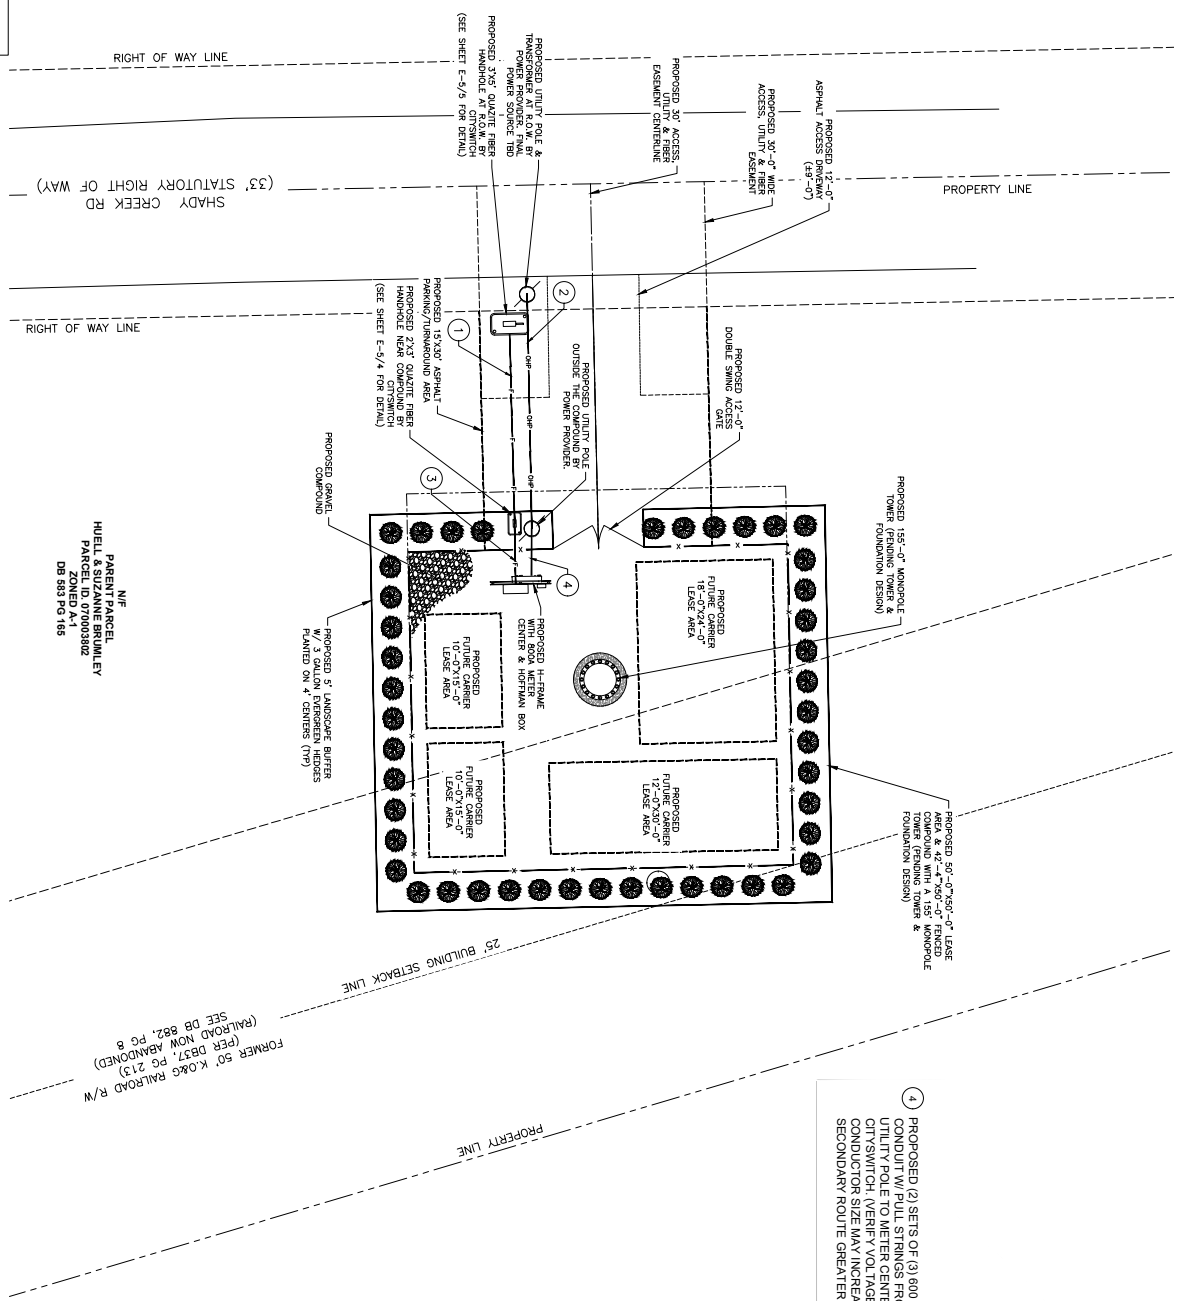 RIGHT OF WAY LINE
PROPOSED 3'X5' QUAZITE FIBER
HANDHOLE AT R.O.W. BY
CITYSWITCH
(SEE SHEET E-5/5 FOR DETAIL)
PROPOSED UTILITY POLE &
TRANSFORMER AT R.O.W. BY
POWER PROVIDER. FINAL
POWER SOURCE TBD
PROPOSED 30' ACCESS,
UTILITY & FIBER
EASEMENT CENTERLINE
PROPOSED 30'-0" WIDE
ACCESS, UTILITY & FIBER
EASEMENT
PROPOSED 12'-0"
ASPHALT ACCESS DRIVEWAY
(±9'-0")
SHADY CREEK RD
(33' STATUTORY RIGHT OF WAY)
PROPERTY LINE
RIGHT OF WAY LINE
PROPOSED 15'X30' ASPHALT
PARKING/TURNAROUND AREA
PROPOSED 2'X3' QUAZITE FIBER
HANDHOLE NEAR COMPOUND BY
CITYSWITCH
(SEE SHEET E-5/4 FOR DETAIL)
1
2
3
4
F
F
F
F
OHP
OHP
OHP
PROPOSED UTILITY POLE
OUTSIDE THE COMPOUND BY
POWER PROVIDER.
PROPOSED 12'-0"
DOUBLE SWING ACCESS
GATE
PROPOSED GRAVEL
COMPOUND
PROPOSED 155'-0" MONOPOLE
TOWER (PENDING TOWER &
FOUNDATION DESIGN)
PROPOSED
FUTURE CARRIER
18'-0"X24'-0"
LEASE AREA
PROPOSED H-FRAME
WITH 800A METER
CENTER & HOFFMAN BOX
PROPOSED
FUTURE CARRIER
10'-0"X15'-0"
LEASE AREA
PROPOSED
FUTURE CARRIER
10'-0"X15'-0"
LEASE AREA
PROPOSED
FUTURE CARRIER
12'-0"X30'-0"
LEASE AREA
PROPOSED 5' LANDSCAPE BUFFER
W/ 3 GALLON EVERGREEN HEDGES
PLANTED ON 4' CENTERS (TYP)
N/F
PARENT PARCEL
HUELL & SUZANNE BRUMLEY
PARCEL ID. 070003802
ZONED A-1
DB 583 PG 165
PROPOSED 50'-0"X50'-0" LEASE
AREA & 42'-4"X50'-0" FENCED
COMPOUND WITH A 155' MONOPOLE
TOWER (PENDING TOWER &
FOUNDATION DESIGN)
25' BUILDING SETBACK LINE
FORMER 50' K.O&G RAILROAD R/W
(PER DB37, PG 213)
(RAILROAD NOW ABANDONED)
SEE DB 882, PG 8
PROPERTY LINE
4 PROPOSED (2) SETS OF (3) 600
CONDUIT W/ PULL STRINGS FRO
UTILITY POLE TO METER CENTE
CITYSWITCH. (VERIFY VOLTAGE
CONDUCTOR SIZE MAY INCREA
SECONDARY ROUTE GREATER